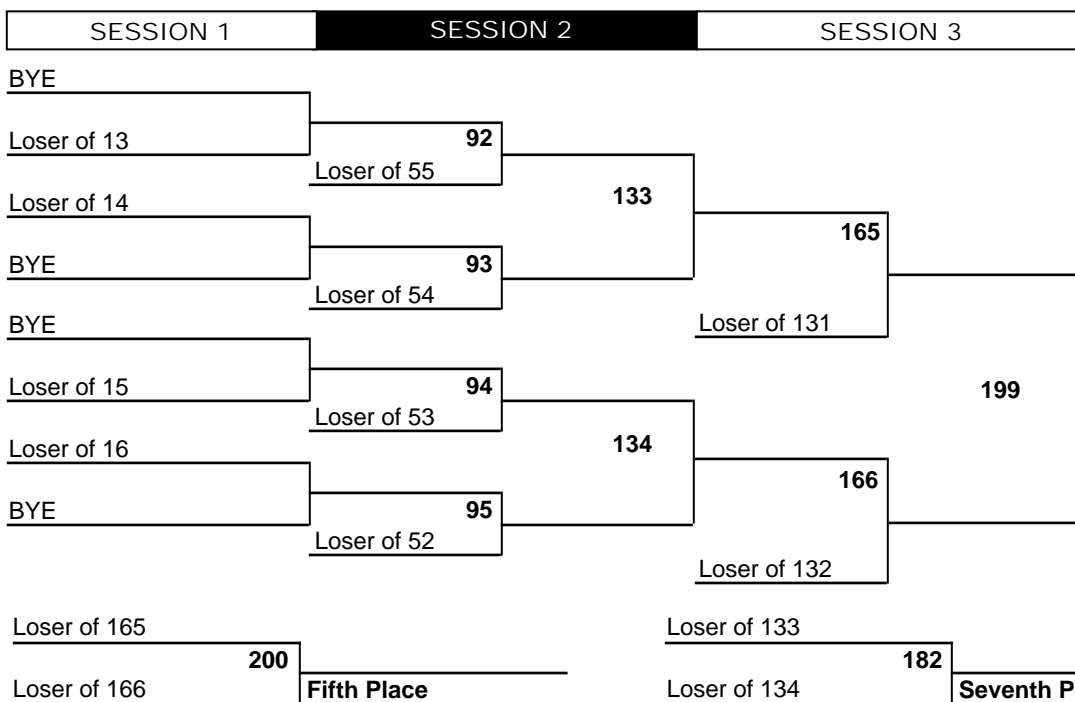 SESSION 1 SESSION 2 SESSION 3
BYE
Loser of 13 92
Loser of 55
Loser of 14 133
165
BYE 93
Loser of 54
BYE Loser of 131
Loser of 15 94 199
Loser of 53
Loser of 16 134
166
BYE 95
Loser of 52
Loser of 132
Loser of 165 Loser of 133
200 182
Loser of 166 Fifth Place Loser of 134 Seventh P